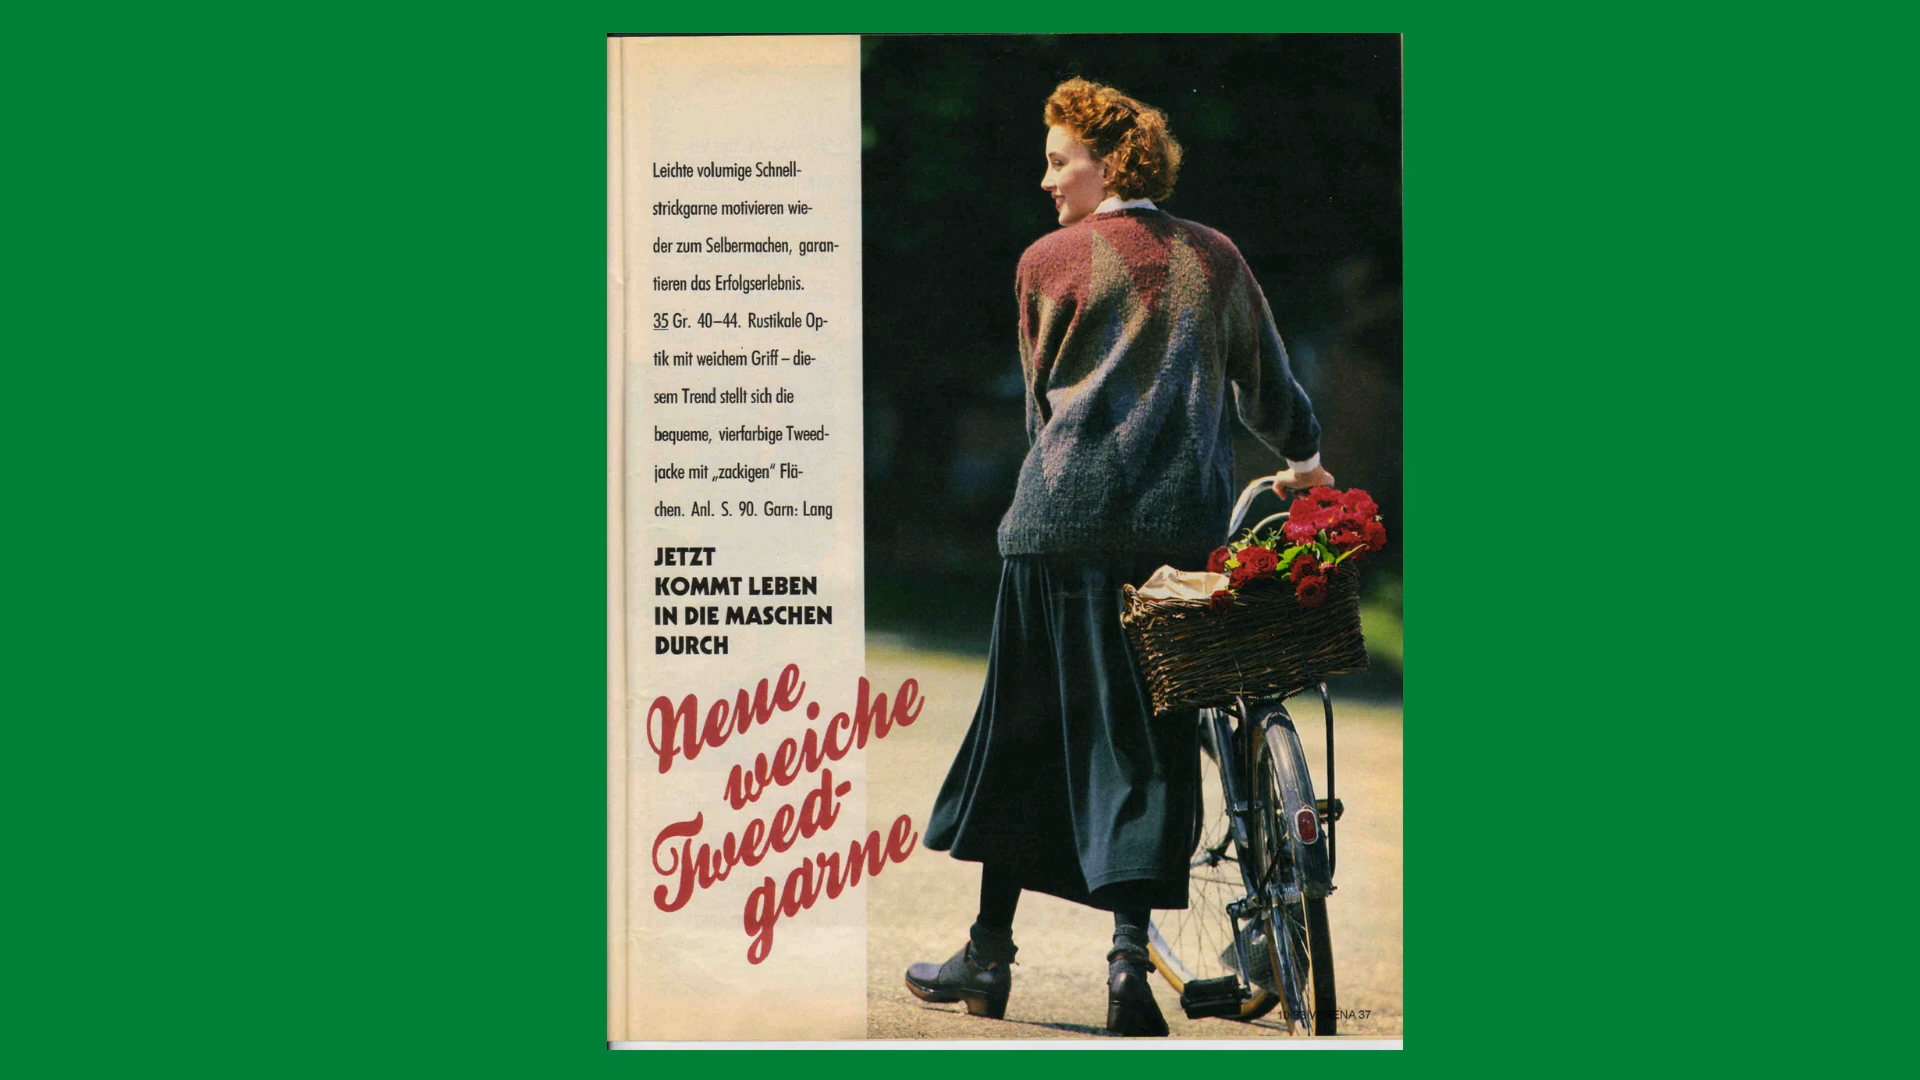 Leichte volumige Schnell-
strickgarne motivieren wie-
der zum Selbermachen, garan-
tieren das Erfolgserlebnis.
35 Gr. 40–44. Rustikale Op-
tik mit weichem Griff – die-
sem Trend stellt sich die
bequeme, vierfarbige Tweed-
jacke mit „zackigen“ Flä-
chen. Anl. S. 90. Garn: Lang
JETZT
KOMMT LEBEN
IN DIE MASCHEN
DURCH
Neue
weiche
Tweed-
garne
VERENA 37